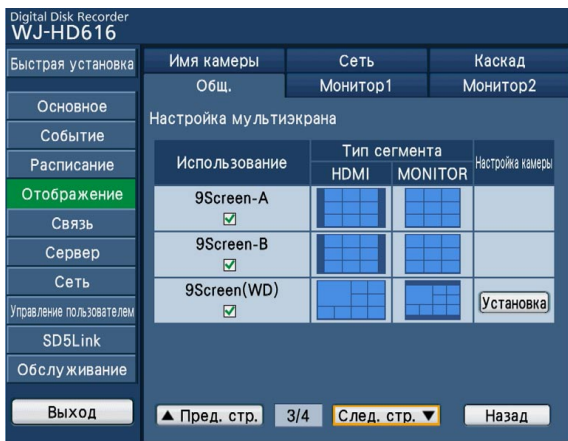 Digital Disk Recorder
WJ-HD616
Быстрая установка
Основное
Событие
Расписание
Отображение
Связь
Сервер
Сеть
Управление пользователем
SD5Link
Обслуживание
Выход
Имя камеры Сеть Каскад
Общ. Монитор1 Монитор2
Настройка мультиэкрана
Использование Тип сегмента Настройка камеры
HDMI MONITOR
9Screen-A
9Screen-B
9Screen(WD)
Установка
▲ Пред. стр. 3/4 След. стр. ▼ Назад